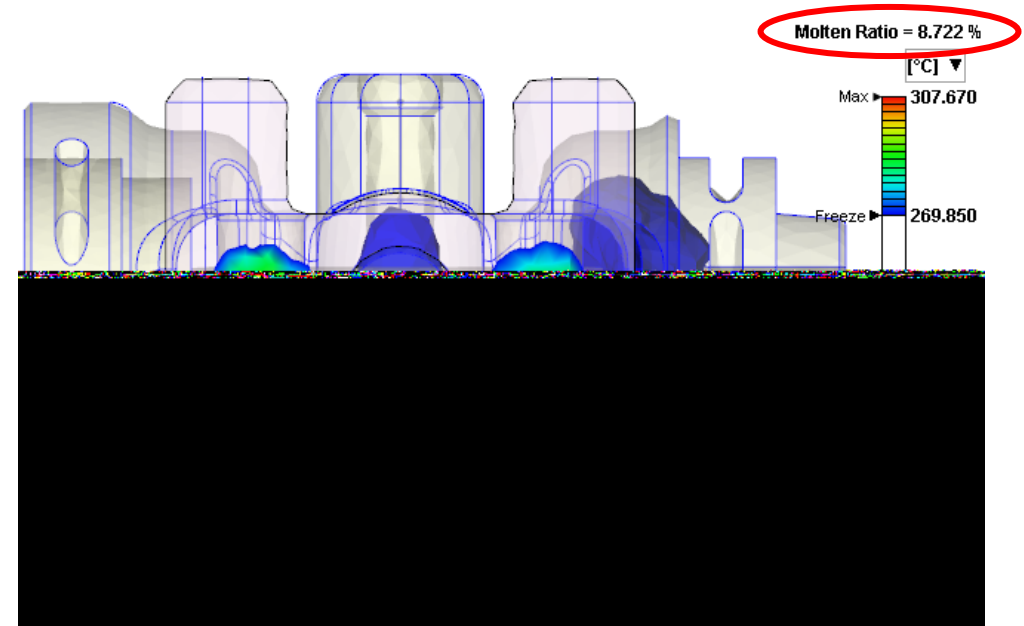 Molten Ratio = 8.722 %
[°C] ▼
Max 307.670
Freeze 269.850